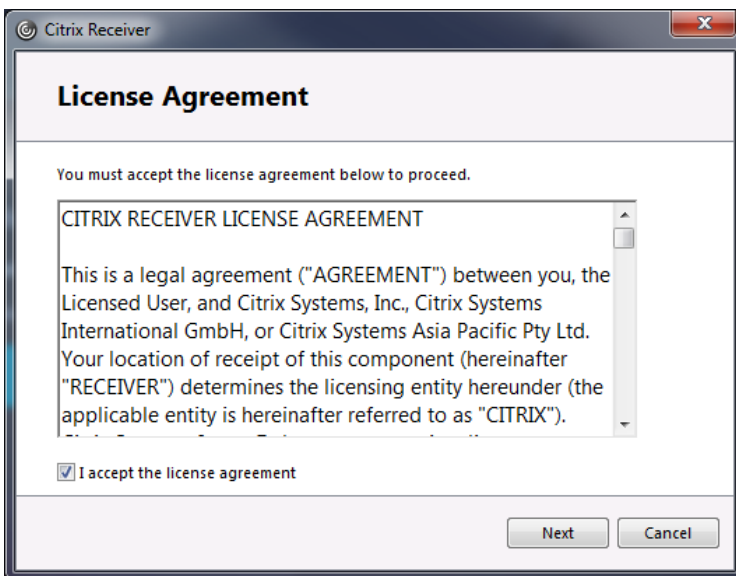 Citrix Receiver
License Agreement
You must accept the license agreement below to proceed.
CITRIX RECEIVER LICENSE AGREEMENT
This is a legal agreement ("AGREEMENT") between you, the
Licensed User, and Citrix Systems, Inc., Citrix Systems
International GmbH, or Citrix Systems Asia Pacific Pty Ltd.
Your location of receipt of this component (hereinafter
"RECEIVER") determines the licensing entity hereunder (the
applicable entity is hereinafter referred to as "CITRIX").
I accept the license agreement
Next
Cancel